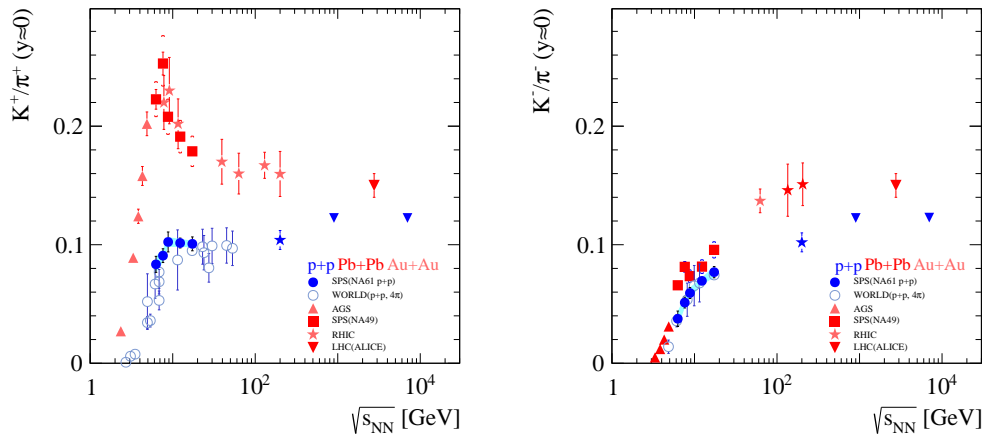 K⁺/π⁺ (y≈0)
0.2
0.1
0
1
10²
10⁴
√s_NN [GeV]
p+p Pb+Pb Au+Au
SPS(NA61 p+p)
WORLD(p+p, 4π)
AGS
SPS(NA49)
RHIC
LHC(ALICE)
K⁻/π⁻ (y≈0)
0.2
0.1
0
1
10²
10⁴
√s_NN [GeV]
p+p Pb+Pb Au+Au
SPS(NA61 p+p)
WORLD(p+p, 4π)
AGS
SPS(NA49)
RHIC
LHC(ALICE)